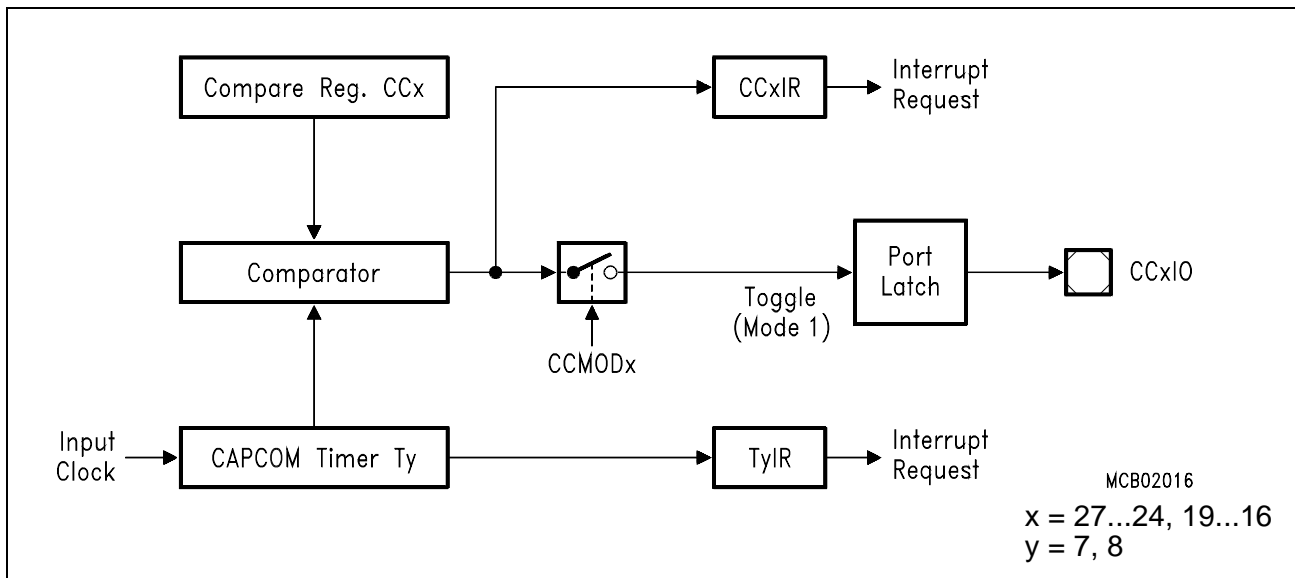 Compare Reg. CCx
CCxIR
Interrupt
Request
Comparator
CCMODx
Toggle
(Mode 1)
Port
Latch
CCxIO
Input
Clock
CAPCOM Timer Ty
TyIR
Interrupt
Request
MCB02016
x = 27...24, 19...16
y = 7, 8